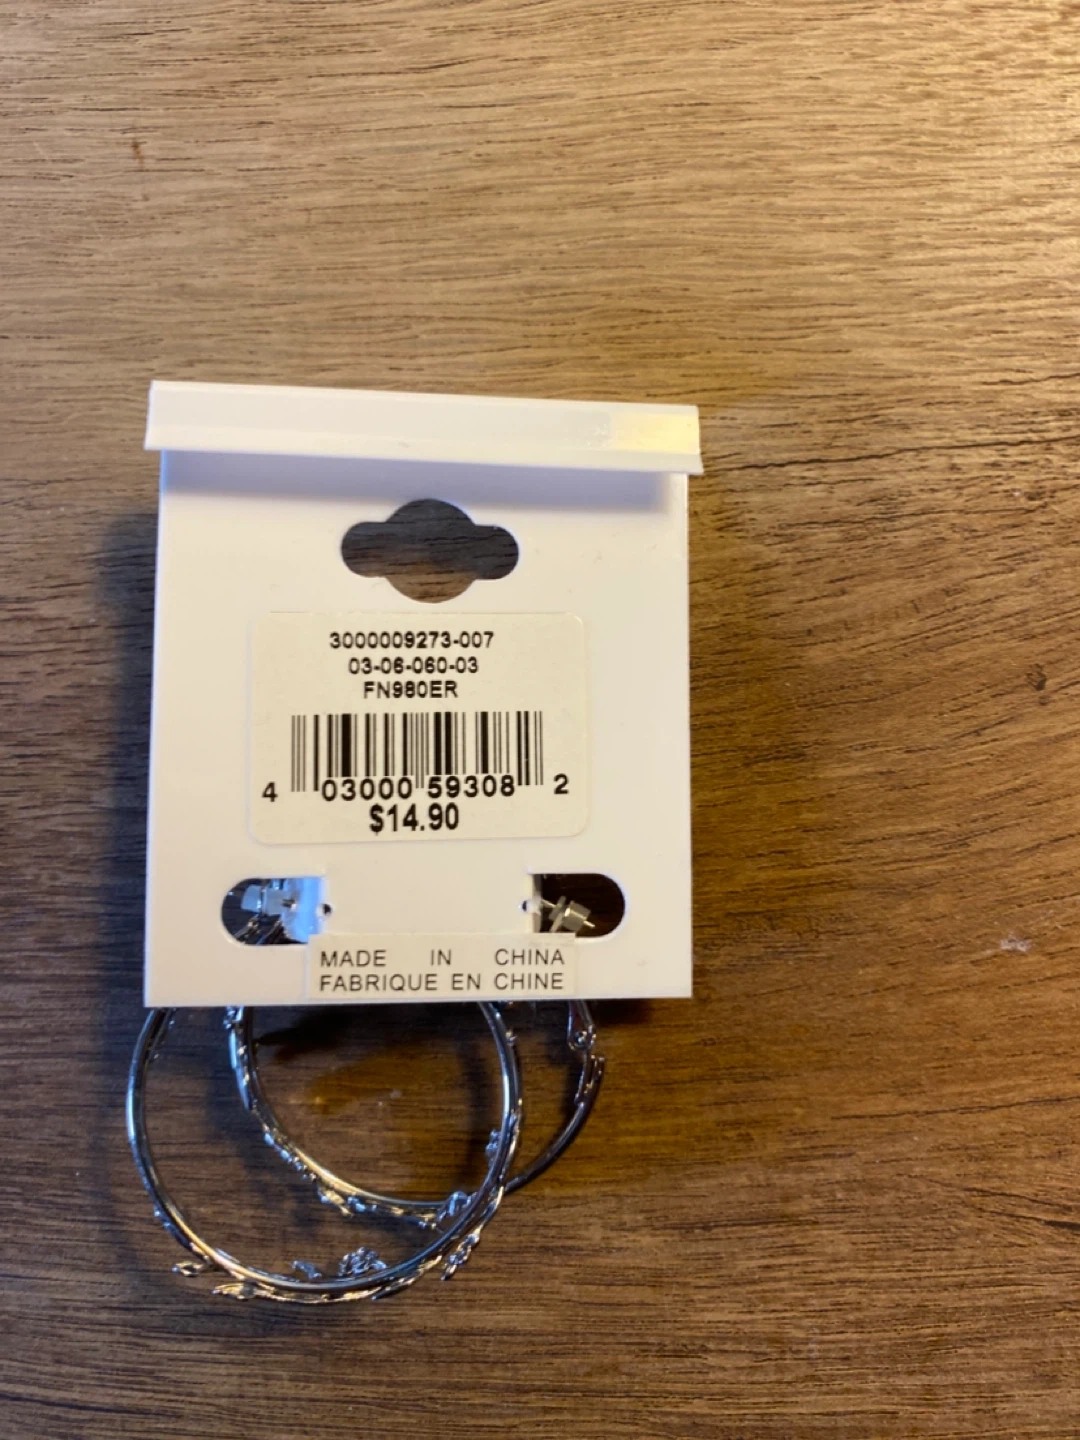 3000009273-007
03-06-060-03
FN980ER
4 03000 59308 2
$14.90
MADE IN CHINA
FABRIQUE EN CHINE